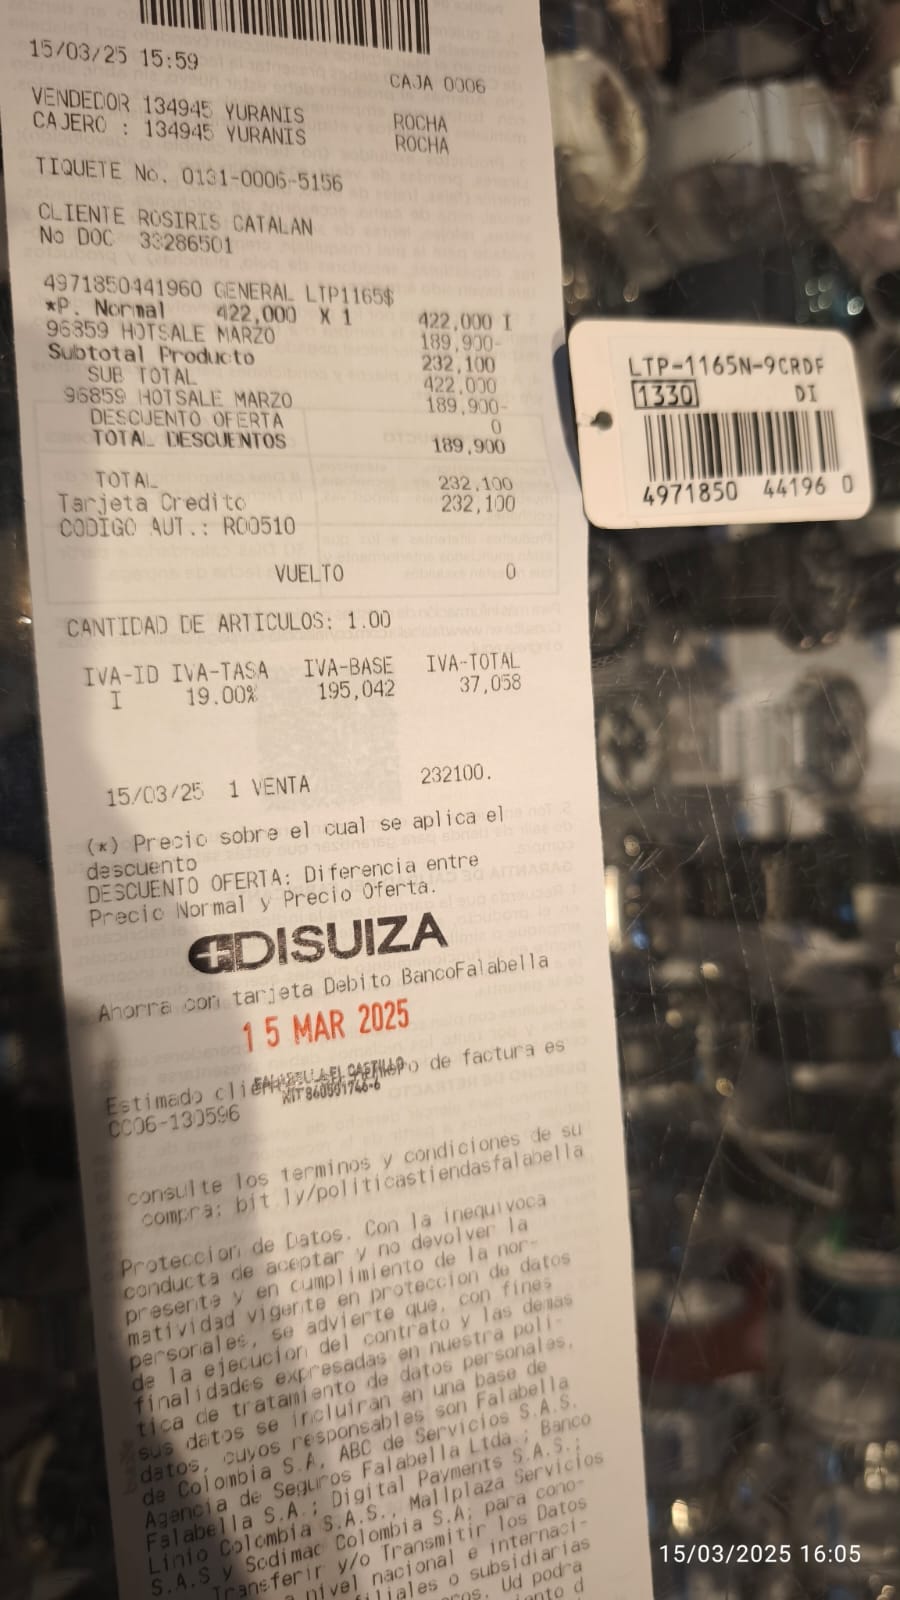 15/03/25 15:59
CAJA 0006
VENDEDOR 134945 YURANIS ROCHA
CAJERO : 134945 YURANIS ROCHA
TIQUETE No. 0131-0006-5156
CLIENTE ROSIRIS CATALAN
No DOC 33286501
4971850441960 GENERAL LTP1165$
*P. Normal 422,000 X 1 422,000 I
96859 HOTSALE MARZO 189,900-
Subtotal Producto 232,100
SUB TOTAL 422,000
96859 HOTSALE MARZO 189,900-
DESCUENTO OFERTA 0
TOTAL DESCUENTOS 189,900
TOTAL 232,100
Tarjeta Credito 232,100
CODIGO AUT.: R00510
VUELTO 0
CANTIDAD DE ARTICULOS: 1.00
IVA-ID IVA-TASA IVA-BASE IVA-TOTAL
I 19.00% 195,042 37,058
15/03/25 1 VENTA 232100.
(*) Precio sobre el cual se aplica el
descuento
DESCUENTO OFERTA: Diferencia entre
Precio Normal y Precio Oferta.
DISUIZA
Ahorra con tarjeta Debito BancoFalabella
15 MAR 2025
FALABELLA EL CASTILLO
Estimado de factura es
CC06-130596
consulte los terminos y condiciones de su
compra: bit ly/politicastiendasfalabella
Proteccion de Datos. Con la inequivoca
conducta de aceptar y no devolver la
presente y en cumplimiento de la nor-
matividad vigente en proteccion de datos
personales, se advierte que, con fines
de la ejecucion del contrato y las demas
finalidades expresadas en nuestra poli-
tica de tratamiento de datos personales,
sus datos se incluiran en una base de
datos, cuyos responsables son Falabella
de Colombia S.A, ABC de Servicios S.A.S.
Agencia de Seguros Falabella Ltda.; Banco
Falabella S.A.; Digital Payments S.A.S.;
Linio Colombia S.A.S., Mallplaza Servicios
S.A.S y Sodimac Colombia S.A; para cono-
Transferir y/o Transmitir los Datos
a nivel nacional e internaci-
filiales o subsidiarias
Ud podra
LTP-1165N-9CRDF
1330 DI
4971850 44196 0
15/03/2025 16:05